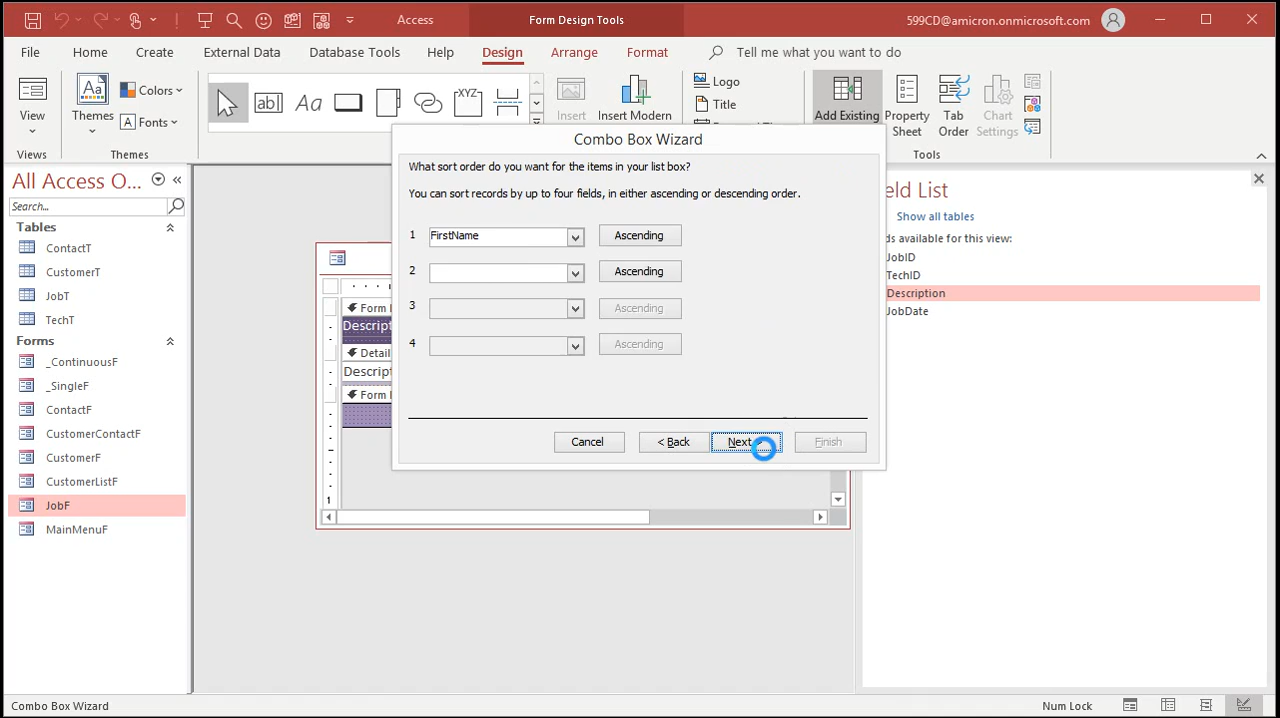 Access
Form Design Tools
599CD@amicron.onmicrosoft.com
File
Home
Create
External Data
Database Tools
Help
Design
Arrange
Format
Tell me what you want to do
View
Themes
Colors
Fonts
ab|
Aa
XYZ
Insert
Insert Modern
Logo
Title
Add Existing
Property
Sheet
Tab
Order
Chart
Settings
Views
Themes
Tools
Combo Box Wizard
What sort order do you want for the items in your list box?
You can sort records by up to four fields, in either ascending or descending order.
1 FirstName Ascending
2 Ascending
3 Ascending
4 Ascending
Cancel
< Back
Next
Finish
All Access O...
Search...
Tables
ContactT
CustomerT
JobT
TechT
Forms
_ContinuousF
_SingleF
ContactF
CustomerContactF
CustomerF
CustomerListF
JobF
MainMenuF
Form
Descript
Detail
Descript
Form
1
eld List
Show all tables
ds available for this view:
JobID
TechID
Description
JobDate
Combo Box Wizard
Num Lock